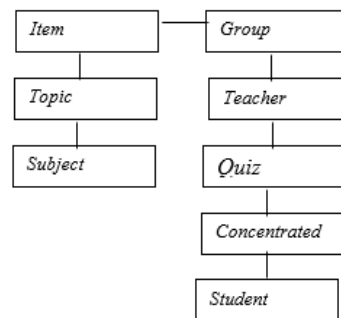 Item
Group
Topic
Teacher
Subject
Quiz
Concentrated
Student